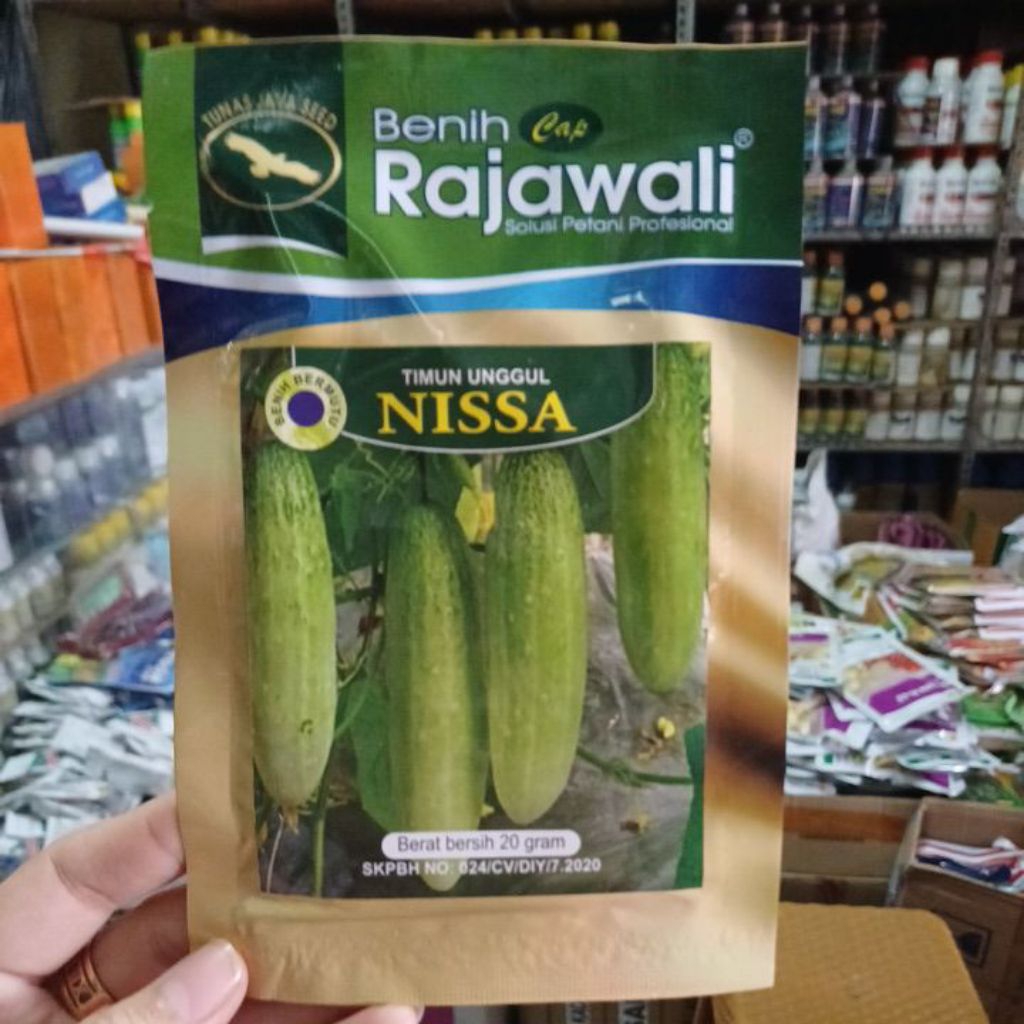 TUNAS JAVA SEED
Benih Cap
Rajawali®
Solusi Petani Profesional
BENIH BERMUTU
TIMUN UNGGUL
NISSA
Berat bersih 20 gram
SKPBH NO: 024/CV/DIY/7.2020